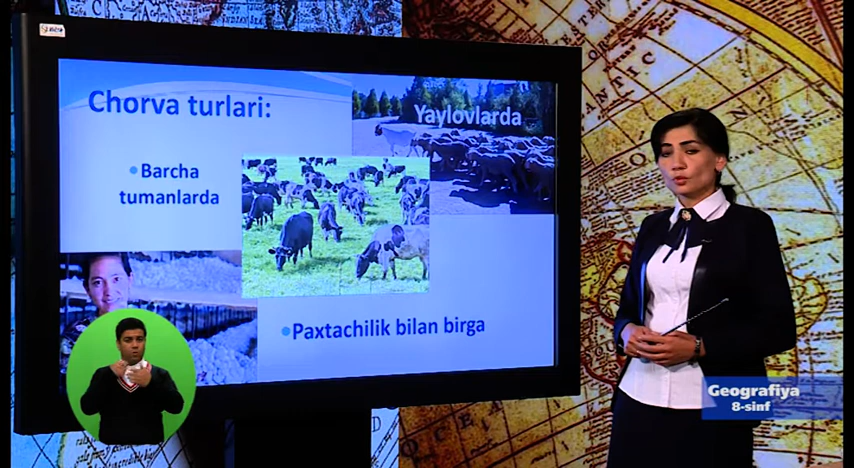 Chorva turlari:
Yaylovlarda
•Barcha
tumanlarda
•Paxtachilik bilan birga
Geografiya
8-sinf